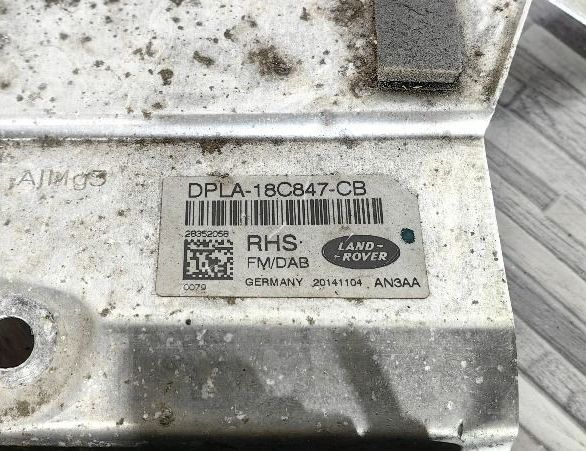 AlMg3
DPLA-18C847-CB
28352058
RHS
FM/DAB
LAND-
-ROVER
0079
GERMANY 20141104 AN3AA